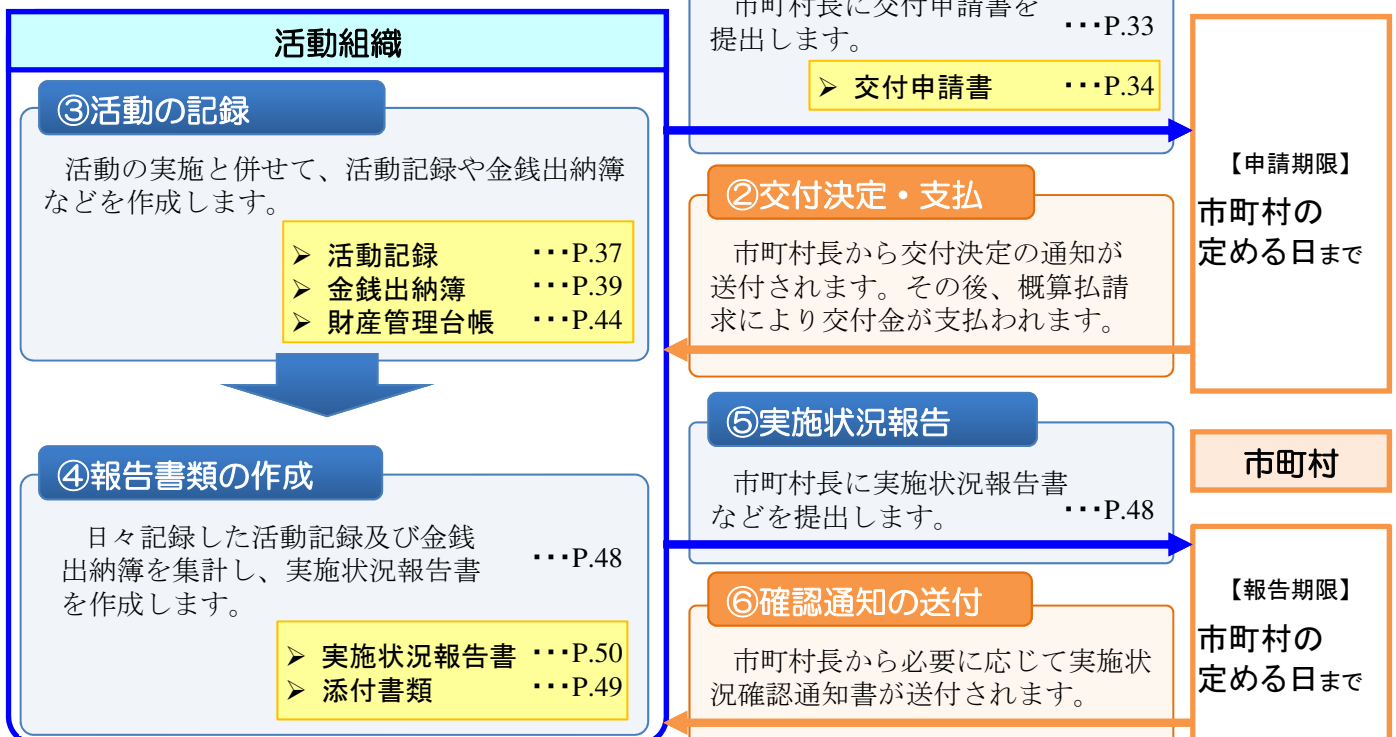 活動組織
③活動の記録
活動の実施と併せて、活動記録や金銭出納簿
などを作成します。
➢ 活動記録 ･･･P.37
➢ 金銭出納簿 ･･･P.39
➢ 財産管理台帳 ･･･P.44
④報告書類の作成
日々記録した活動記録及び金銭
出納簿を集計し、実施状況報告書 ･･･P.48
を作成します。
➢ 実施状況報告書 ･･･P.50
➢ 添付書類 ･･･P.49
市町村長に交付申請書を
提出します。 ･･･P.33
➢ 交付申請書 ･･･P.34
②交付決定・支払
市町村長から交付決定の通知が
送付されます。その後、概算払請
求により交付金が支払われます。
⑤実施状況報告
市町村長に実施状況報告書
などを提出します。 ･･･P.48
⑥確認通知の送付
市町村長から必要に応じて実施状
況確認通知書が送付されます。
【申請期限】
市町村の
定める日まで
市町村
【報告期限】
市町村の
定める日まで